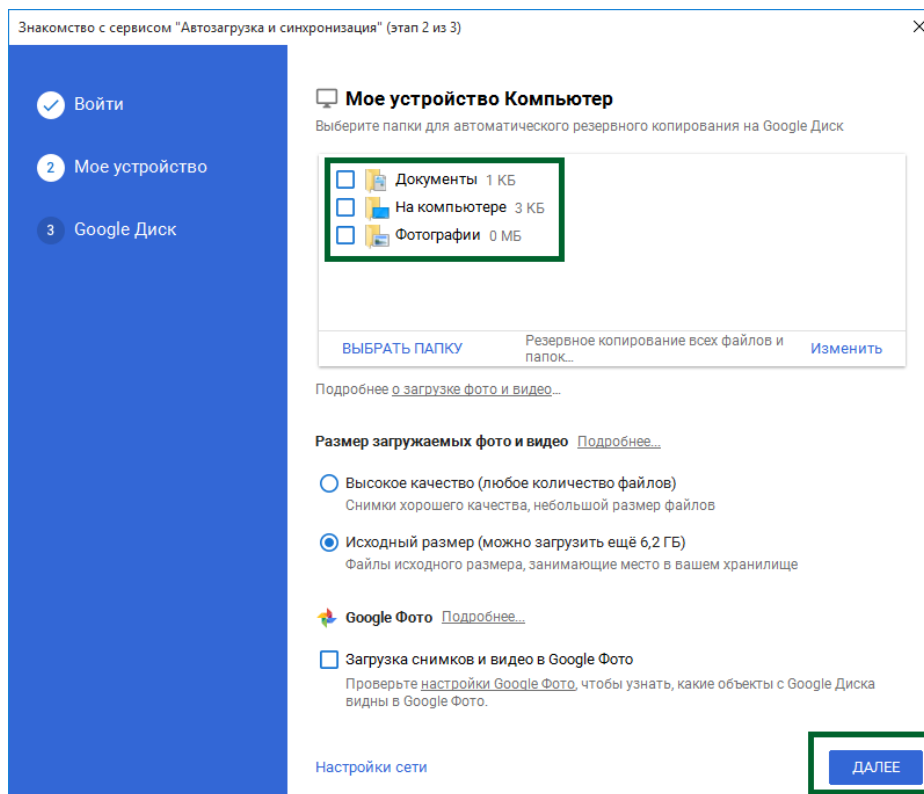 Знакомство с сервисом "Автозагрузка и синхронизация" (этап 2 из 3)
Войти
2 Мое устройство
3 Google Диск
Мое устройство Компьютер
Выберите папки для автоматического резервного копирования на Google Диск
Документы 1 КБ
На компьютере 3 КБ
Фотографии 0 МБ
ВЫБРАТЬ ПАПКУ
Резервное копирование всех файлов и
папок...
Изменить
Подробнее о загрузке фото и видео...
Размер загружаемых фото и видео Подробнее...
Высокое качество (любое количество файлов)
Снимки хорошего качества, небольшой размер файлов
Исходный размер (можно загрузить ещё 6,2 ГБ)
Файлы исходного размера, занимающие место в вашем хранилище
Google Фото Подробнее...
Загрузка снимков и видео в Google Фото
Проверьте настройки Google Фото, чтобы узнать, какие объекты с Google Диска
видны в Google Фото.
Настройки сети
ДАЛЕЕ